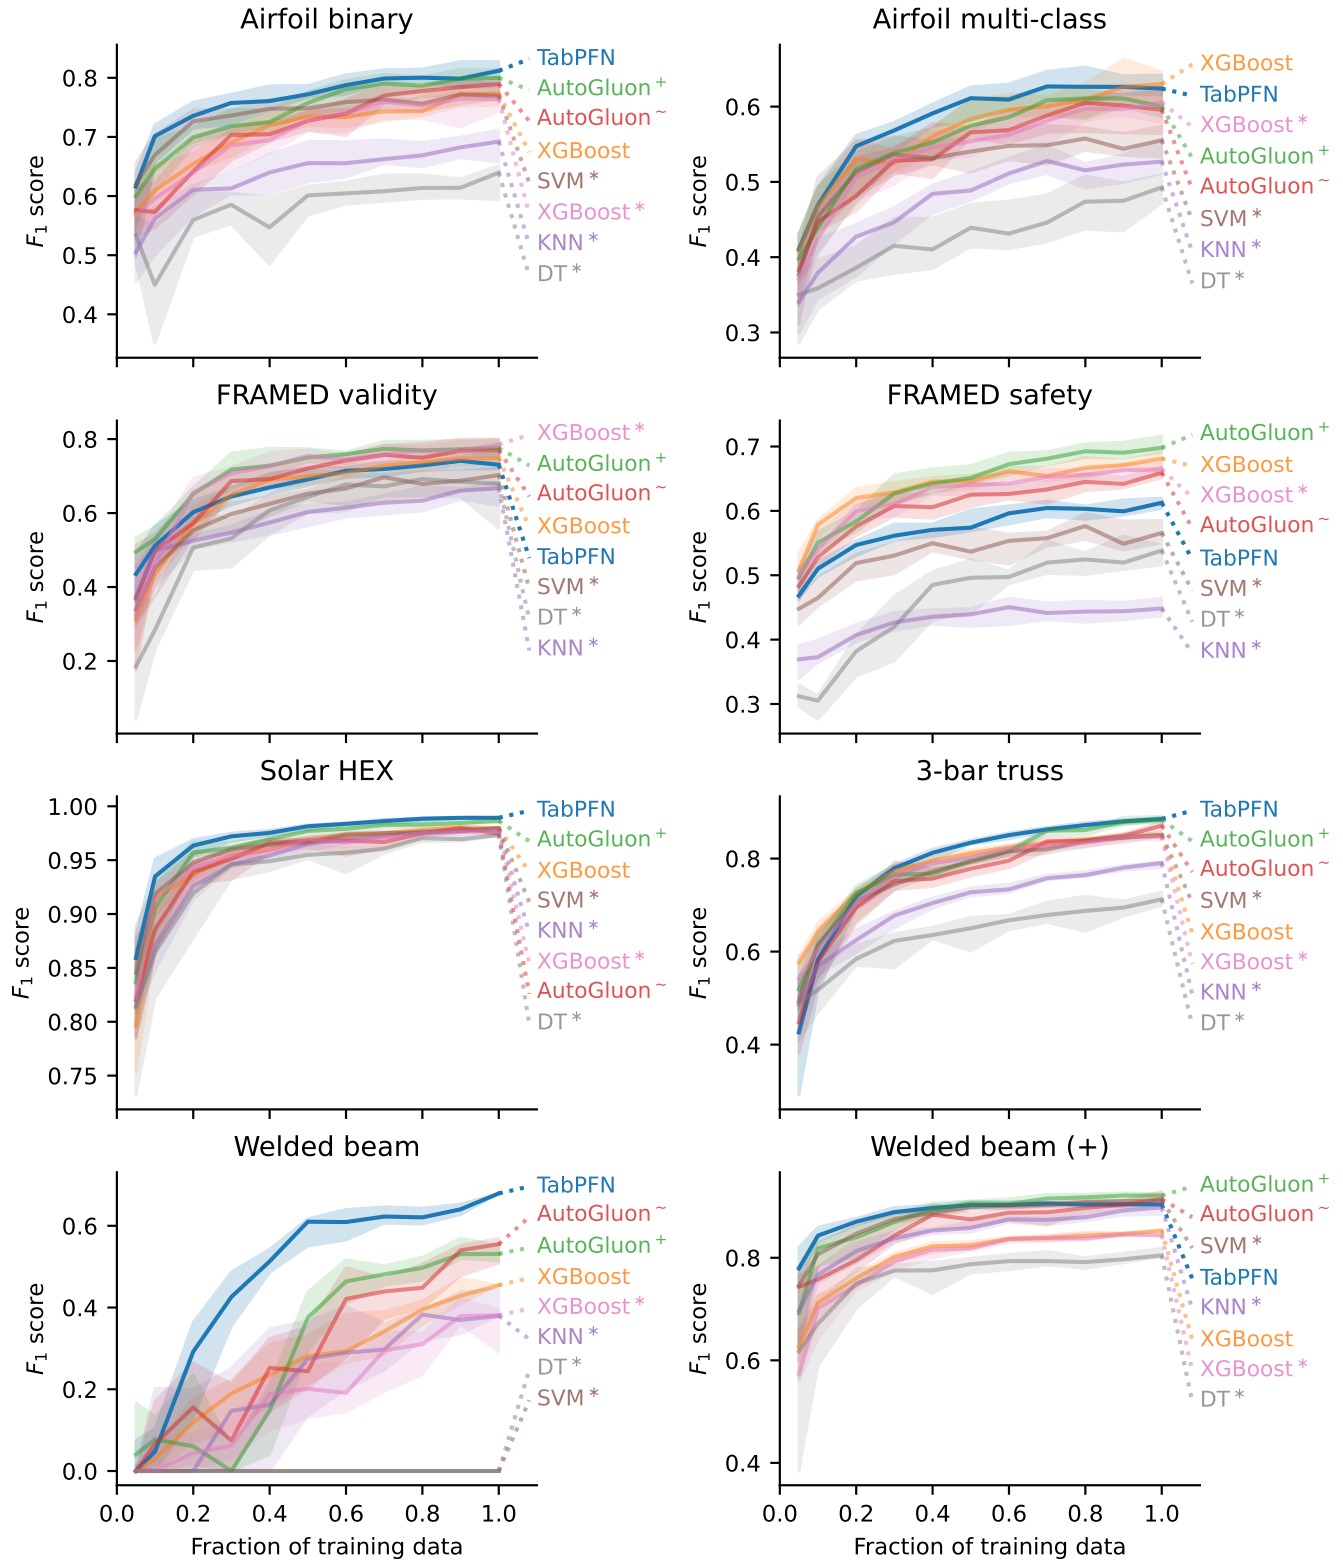 Airfoil binary
F1 score
0.8
0.7
0.6
0.5
0.4
TabPFN
AutoGluon+
AutoGluon~
XGBoost
SVM*
XGBoost*
KNN*
DT*
Airfoil multi-class
F1 score
0.6
0.5
0.4
0.3
XGBoost
TabPFN
XGBoost*
AutoGluon+
AutoGluon~
SVM*
KNN*
DT*
FRAMED validity
F1 score
0.8
0.6
0.4
0.2
XGBoost*
AutoGluon+
AutoGluon~
XGBoost
TabPFN
SVM*
DT*
KNN*
FRAMED safety
F1 score
0.7
0.6
0.5
0.4
0.3
AutoGluon+
XGBoost
XGBoost*
AutoGluon~
TabPFN
SVM*
DT*
KNN*
Solar HEX
F1 score
1.00
0.95
0.90
0.85
0.80
0.75
TabPFN
AutoGluon+
XGBoost
SVM*
KNN*
XGBoost*
AutoGluon~
DT*
3-bar truss
F1 score
0.8
0.6
0.4
TabPFN
AutoGluon+
AutoGluon~
SVM*
XGBoost
XGBoost*
KNN*
DT*
Welded beam
F1 score
0.6
0.4
0.2
0.0
TabPFN
AutoGluon~
AutoGluon+
XGBoost
XGBoost*
KNN*
DT*
SVM*
0.0 0.2 0.4 0.6 0.8 1.0
Fraction of training data
Welded beam (+)
F1 score
0.8
0.6
0.4
AutoGluon+
AutoGluon~
SVM*
TabPFN
KNN*
XGBoost
XGBoost*
DT*
0.0 0.2 0.4 0.6 0.8 1.0
Fraction of training data